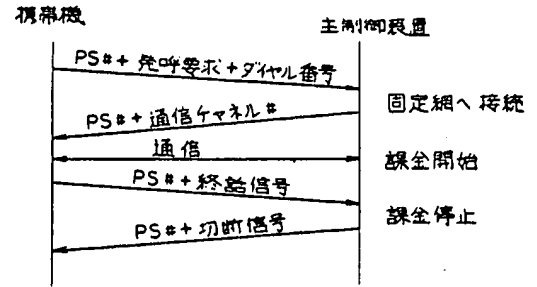 携帯機
主制御装置
PS#+発呼要求+ダイヤル番号
固定網へ接続
PS#+通信チャネル#
通信
課金開始
PS#+終話信号
課金停止
PS#+切断信号